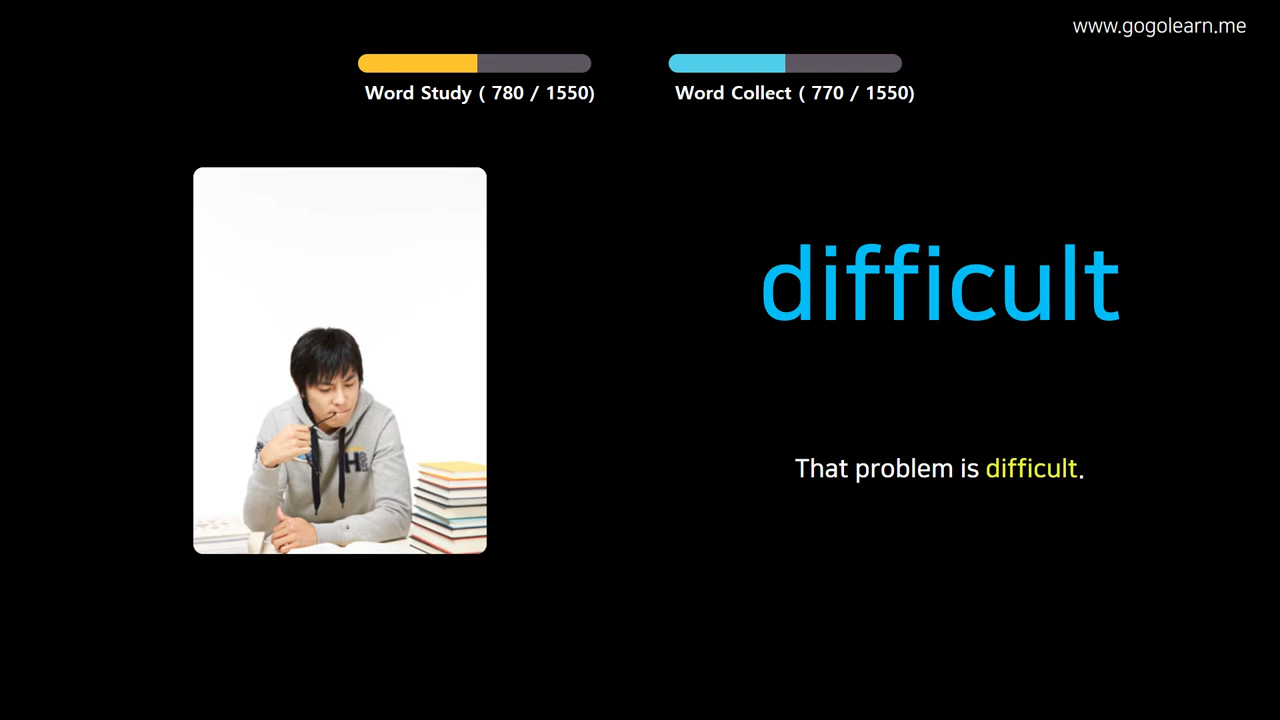 www.gogolearn.me
Word Study ( 780 / 1550)
Word Collect ( 770 / 1550)
difficult
That problem is difficult.